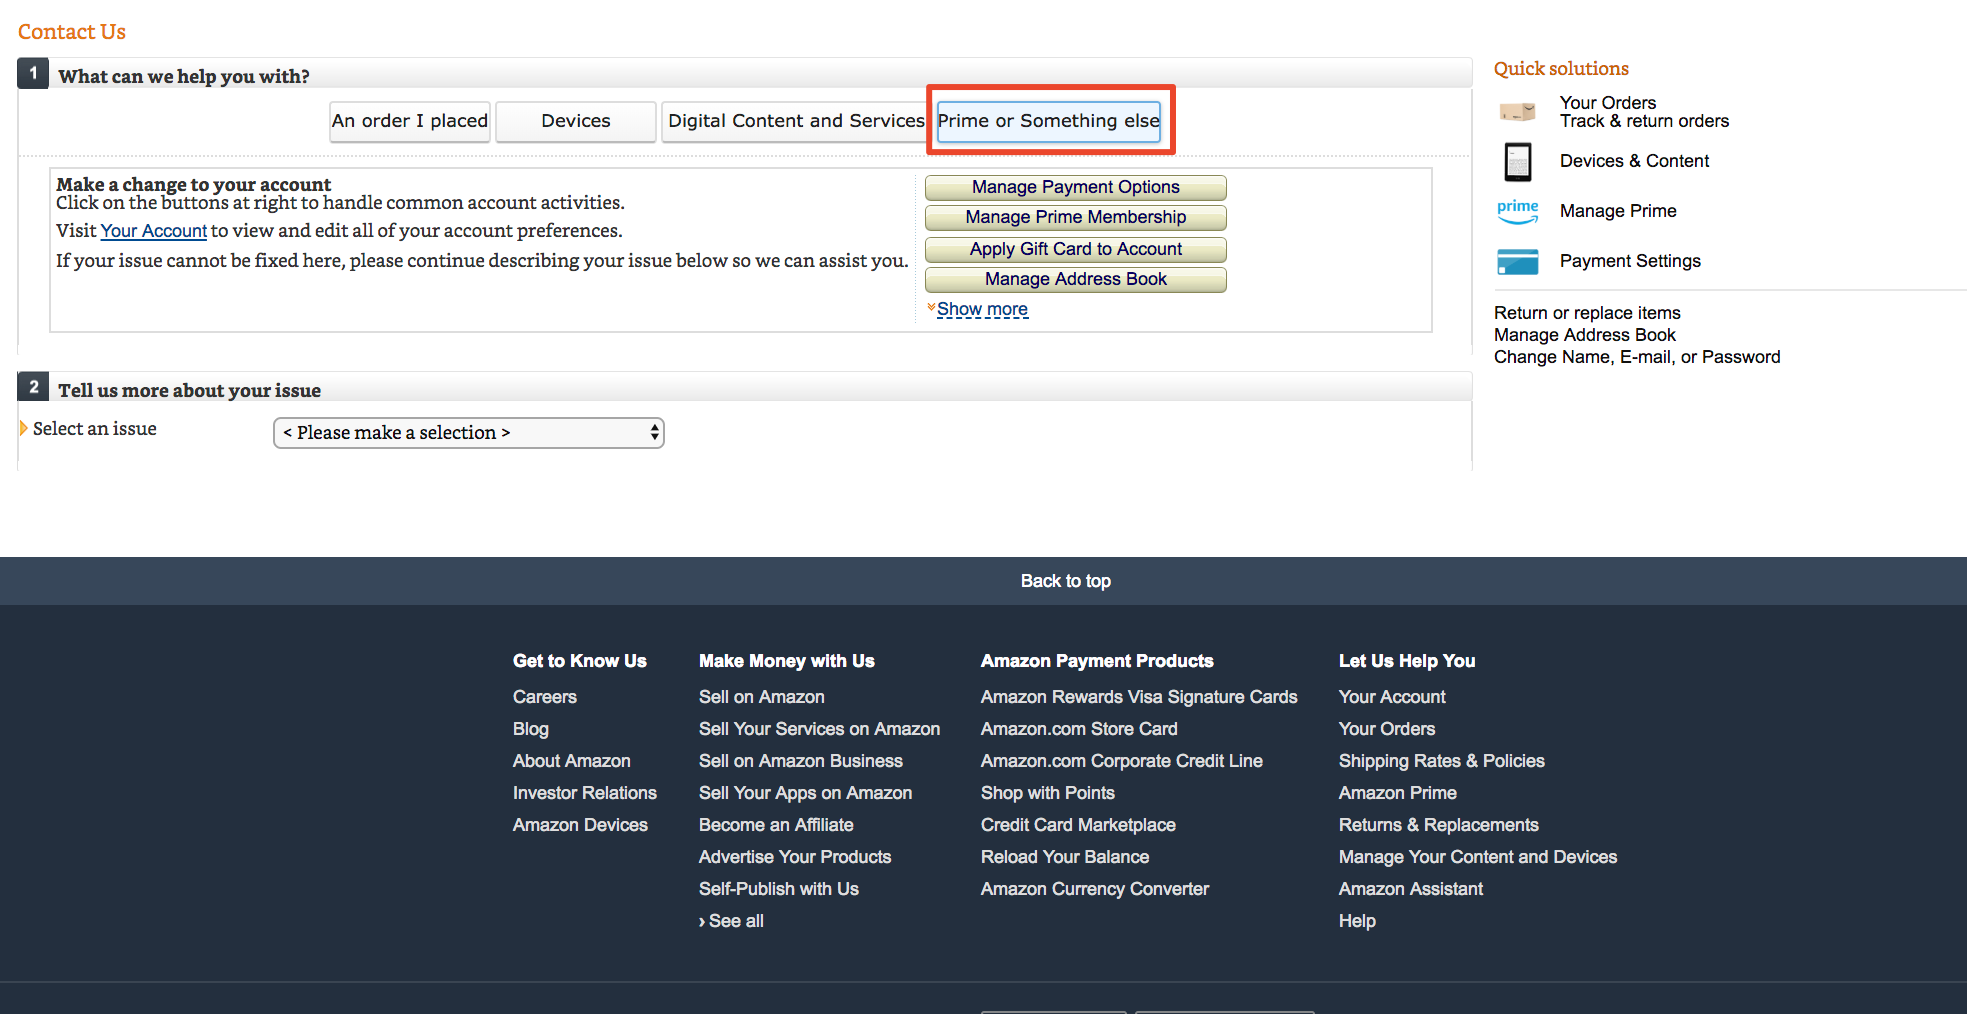 Contact Us
1 What can we help you with?
An order I placed Devices Digital Content and Services Prime or Something else
Make a change to your account
Click on the buttons at right to handle common account activities.
Visit Your Account to view and edit all of your account preferences.
If your issue cannot be fixed here, please continue describing your issue below so we can assist you.
Manage Payment Options
Manage Prime Membership
Apply Gift Card to Account
Manage Address Book
Show more
2 Tell us more about your issue
Select an issue < Please make a selection >
Quick solutions
Your Orders
Track & return orders
Devices & Content
prime Manage Prime
Payment Settings
Return or replace items
Manage Address Book
Change Name, E-mail, or Password
Back to top
Get to Know Us
Careers
Blog
About Amazon
Investor Relations
Amazon Devices
Make Money with Us
Sell on Amazon
Sell Your Services on Amazon
Sell on Amazon Business
Sell Your Apps on Amazon
Become an Affiliate
Advertise Your Products
Self-Publish with Us
› See all
Amazon Payment Products
Amazon Rewards Visa Signature Cards
Amazon.com Store Card
Amazon.com Corporate Credit Line
Shop with Points
Credit Card Marketplace
Reload Your Balance
Amazon Currency Converter
Let Us Help You
Your Account
Your Orders
Shipping Rates & Policies
Amazon Prime
Returns & Replacements
Manage Your Content and Devices
Amazon Assistant
Help